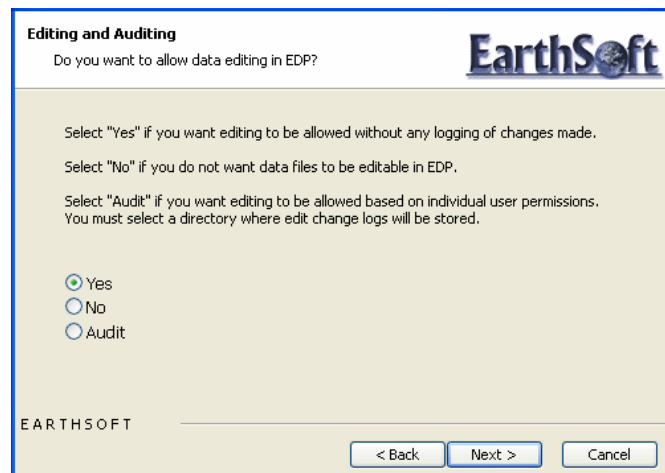 Editing and Auditing
Do you want to allow data editing in EDP?
EarthSoft
Select "Yes" if you want editing to be allowed without any logging of changes made.
Select "No" if you do not want data files to be editable in EDP.
Select "Audit" if you want editing to be allowed based on individual user permissions.
You must select a directory where edit change logs will be stored.
Yes
No
Audit
EARTHSOFT
< Back Next > Cancel